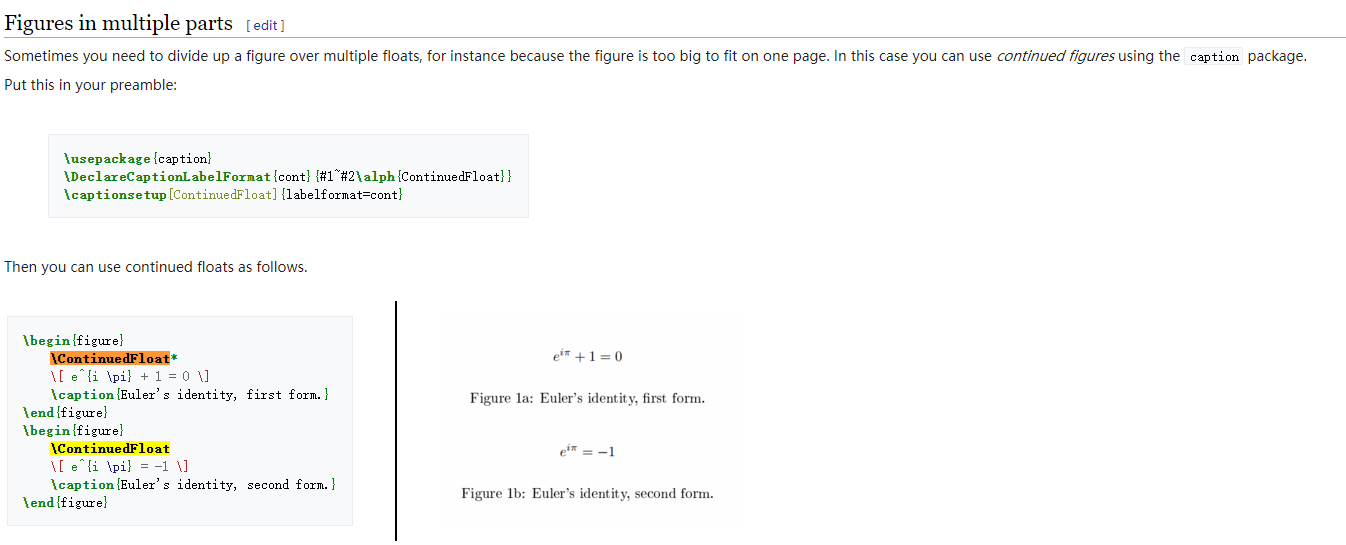 Figures in multiple parts [edit]
Sometimes you need to divide up a figure over multiple floats, for instance because the figure is too big to fit on one page. In this case you can use continued figures using the caption package.
Put this in your preamble:
\usepackage{caption}
\DeclareCaptionLabelFormat{cont}{#1~#2\alph{ContinuedFloat}}
\captionsetup[ContinuedFloat]{labelformat=cont}
Then you can use continued floats as follows.
\begin{figure}
\ContinuedFloat*
\[ e^{i \pi} + 1 = 0 \]
\caption{Euler's identity, first form.}
\end{figure}
\begin{figure}
\ContinuedFloat
\[ e^{i \pi} = -1 \]
\caption{Euler's identity, second form.}
\end{figure}
e^{iπ} + 1 = 0
Figure 1a: Euler's identity, first form.
e^{iπ} = −1
Figure 1b: Euler's identity, second form.